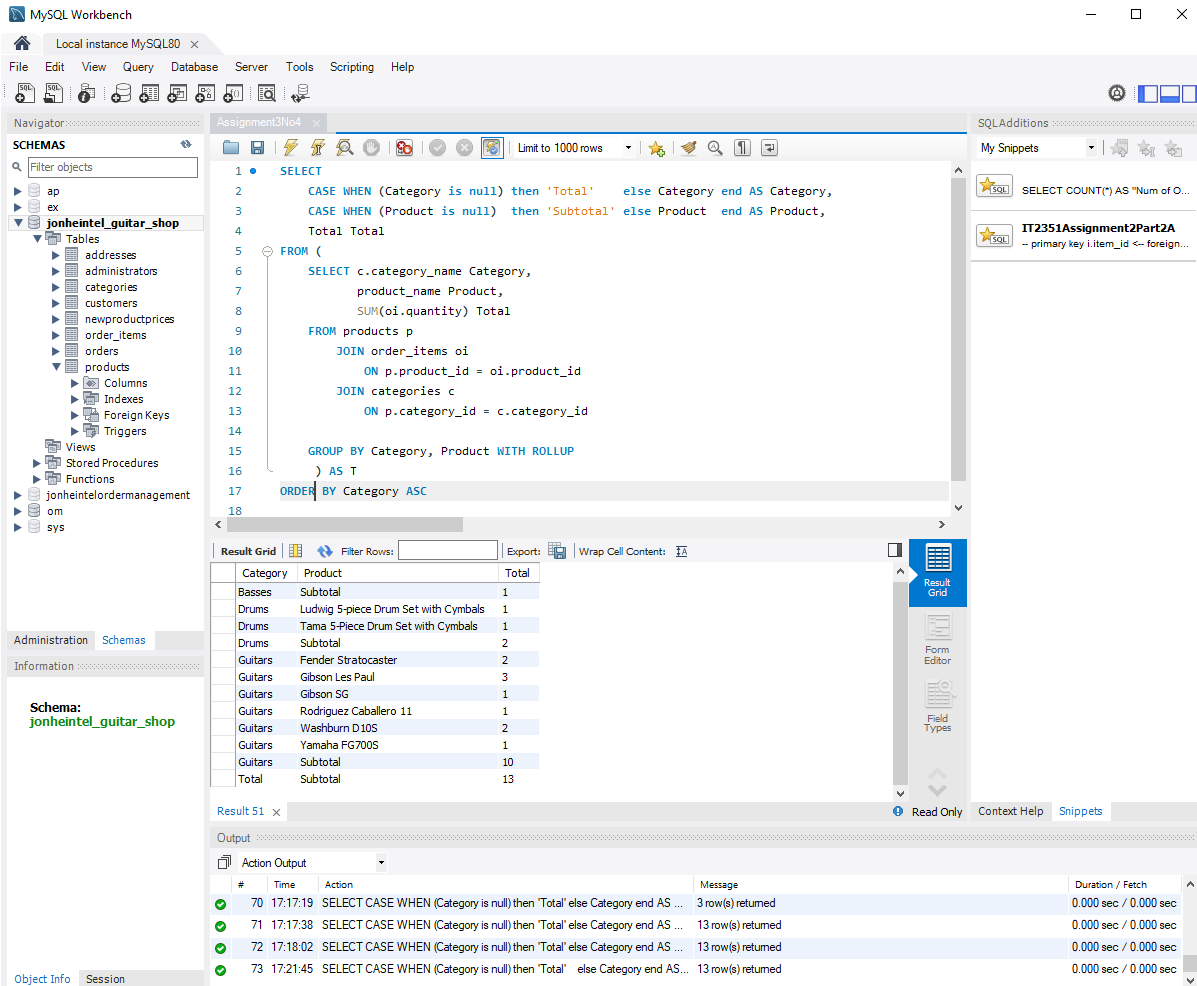 MySQL Workbench
Local instance MySQL80
File Edit View Query Database Server Tools Scripting Help
Navigator
SCHEMAS
Filter objects
ap
ex
jonheintel_guitar_shop
Tables
addresses
administrators
categories
customers
newproductprices
order_items
orders
products
Columns
Indexes
Foreign Keys
Triggers
Views
Stored Procedures
Functions
jonheintelordermanagement
om
sys
Administration Schemas
Information
Schema:
jonheintel_guitar_shop
Object Info Session
Assignment3No4
Limit to 1000 rows
1 SELECT
2 CASE WHEN (Category is null) then 'Total' else Category end AS Category,
3 CASE WHEN (Product is null) then 'Subtotal' else Product end AS Product,
4 Total Total
5 FROM (
6 SELECT c.category_name Category,
7 product_name Product,
8 SUM(oi.quantity) Total
9 FROM products p
10 JOIN order_items oi
11 ON p.product_id = oi.product_id
12 JOIN categories c
13 ON p.category_id = c.category_id
14
15 GROUP BY Category, Product WITH ROLLUP
16 ) AS T
17 ORDER BY Category ASC
18
Result Grid Filter Rows: Export: Wrap Cell Content:
Category Product Total
Basses Subtotal 1
Drums Ludwig 5-piece Drum Set with Cymbals 1
Drums Tama 5-Piece Drum Set with Cymbals 1
Drums Subtotal 2
Guitars Fender Stratocaster 2
Guitars Gibson Les Paul 3
Guitars Gibson SG 1
Guitars Rodriguez Caballero 11 1
Guitars Washburn D10S 2
Guitars Yamaha FG700S 1
Guitars Subtotal 10
Total Subtotal 13
Result
Grid
Form
Editor
Field
Types
Result 51
Read Only
SQLAdditions
My Snippets
SQL
SELECT COUNT(*) AS "Num of O...
SQL
IT2351Assignment2Part2A
-- primary key i.item_id <-- foreign...
Context Help Snippets
Output
Action Output
# Time Action Message Duration / Fetch
70 17:17:19 SELECT CASE WHEN (Category is null) then 'Total' else Category end AS ... 3 row(s) returned 0.000 sec / 0.000 sec
71 17:17:38 SELECT CASE WHEN (Category is null) then 'Total' else Category end AS ... 13 row(s) returned 0.000 sec / 0.000 sec
72 17:18:02 SELECT CASE WHEN (Category is null) then 'Total' else Category end AS ... 13 row(s) returned 0.000 sec / 0.000 sec
73 17:21:45 SELECT CASE WHEN (Category is null) then 'Total' else Category end AS... 13 row(s) returned 0.000 sec / 0.000 sec